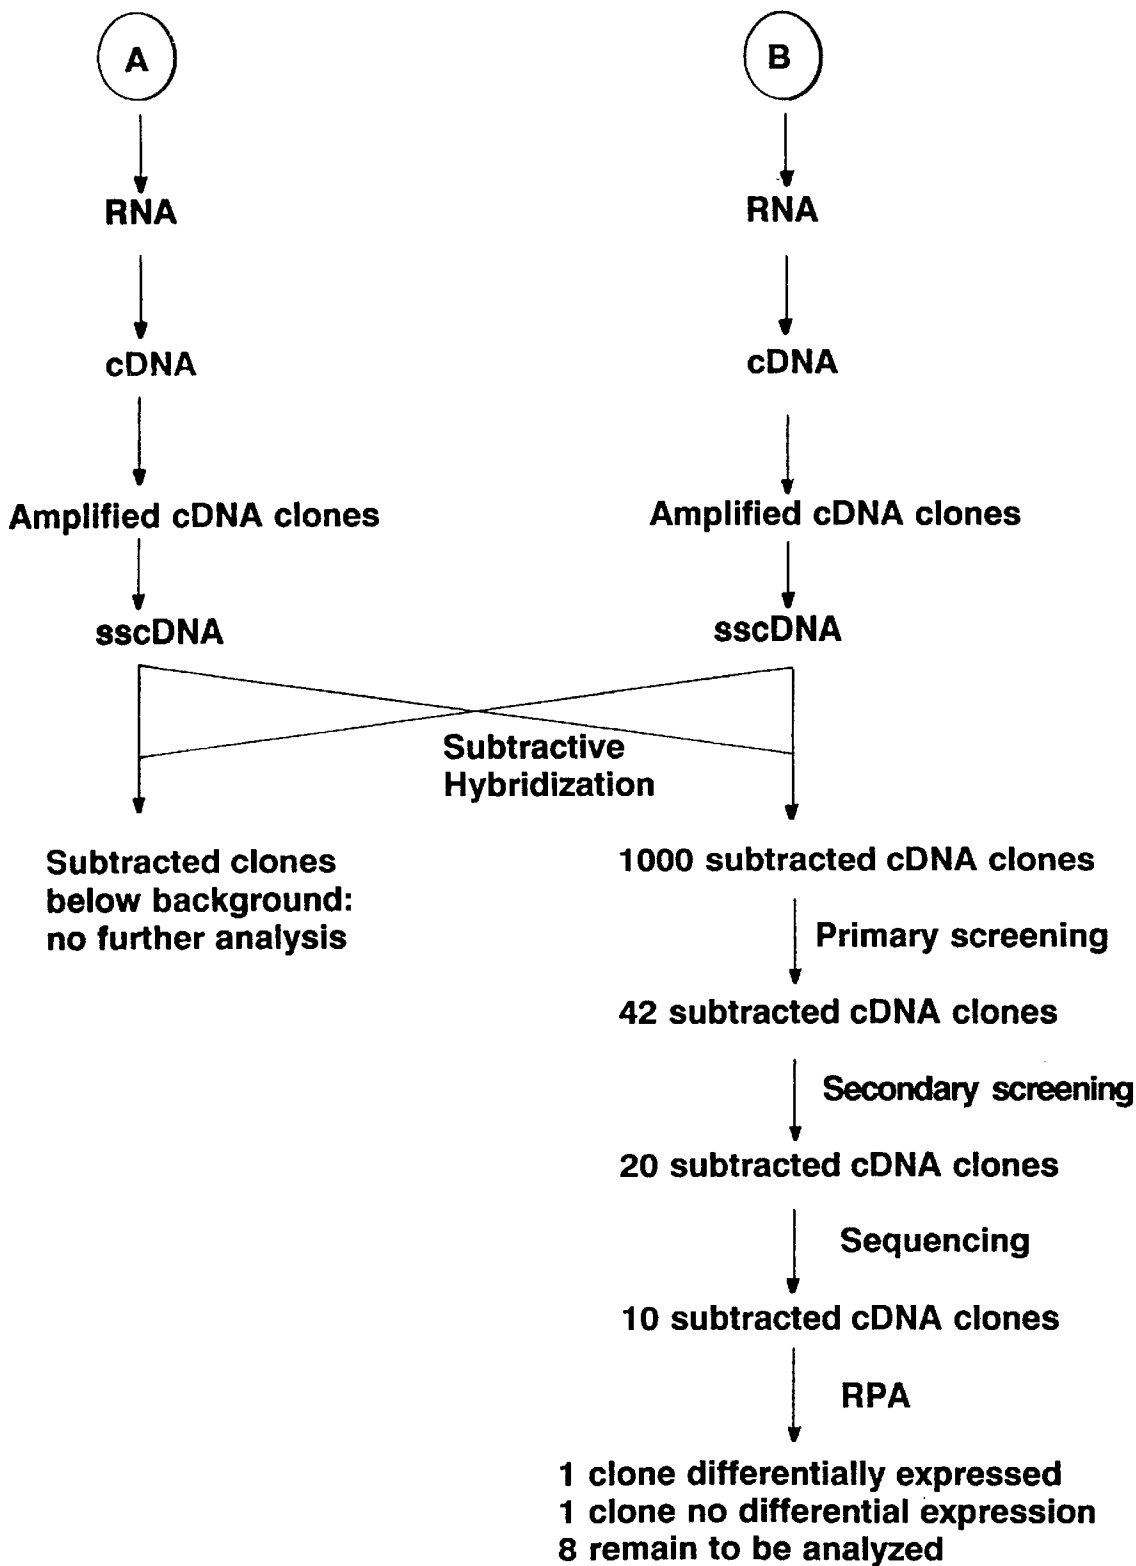 A
B
RNA
RNA
cDNA
cDNA
Amplified cDNA clones
Amplified cDNA clones
sscDNA
sscDNA
Subtractive
Hybridization
Subtracted clones
below background:
no further analysis
1000 subtracted cDNA clones
Primary screening
42 subtracted cDNA clones
Secondary screening
20 subtracted cDNA clones
Sequencing
10 subtracted cDNA clones
RPA
1 clone differentially expressed
1 clone no differential expression
8 remain to be analyzed